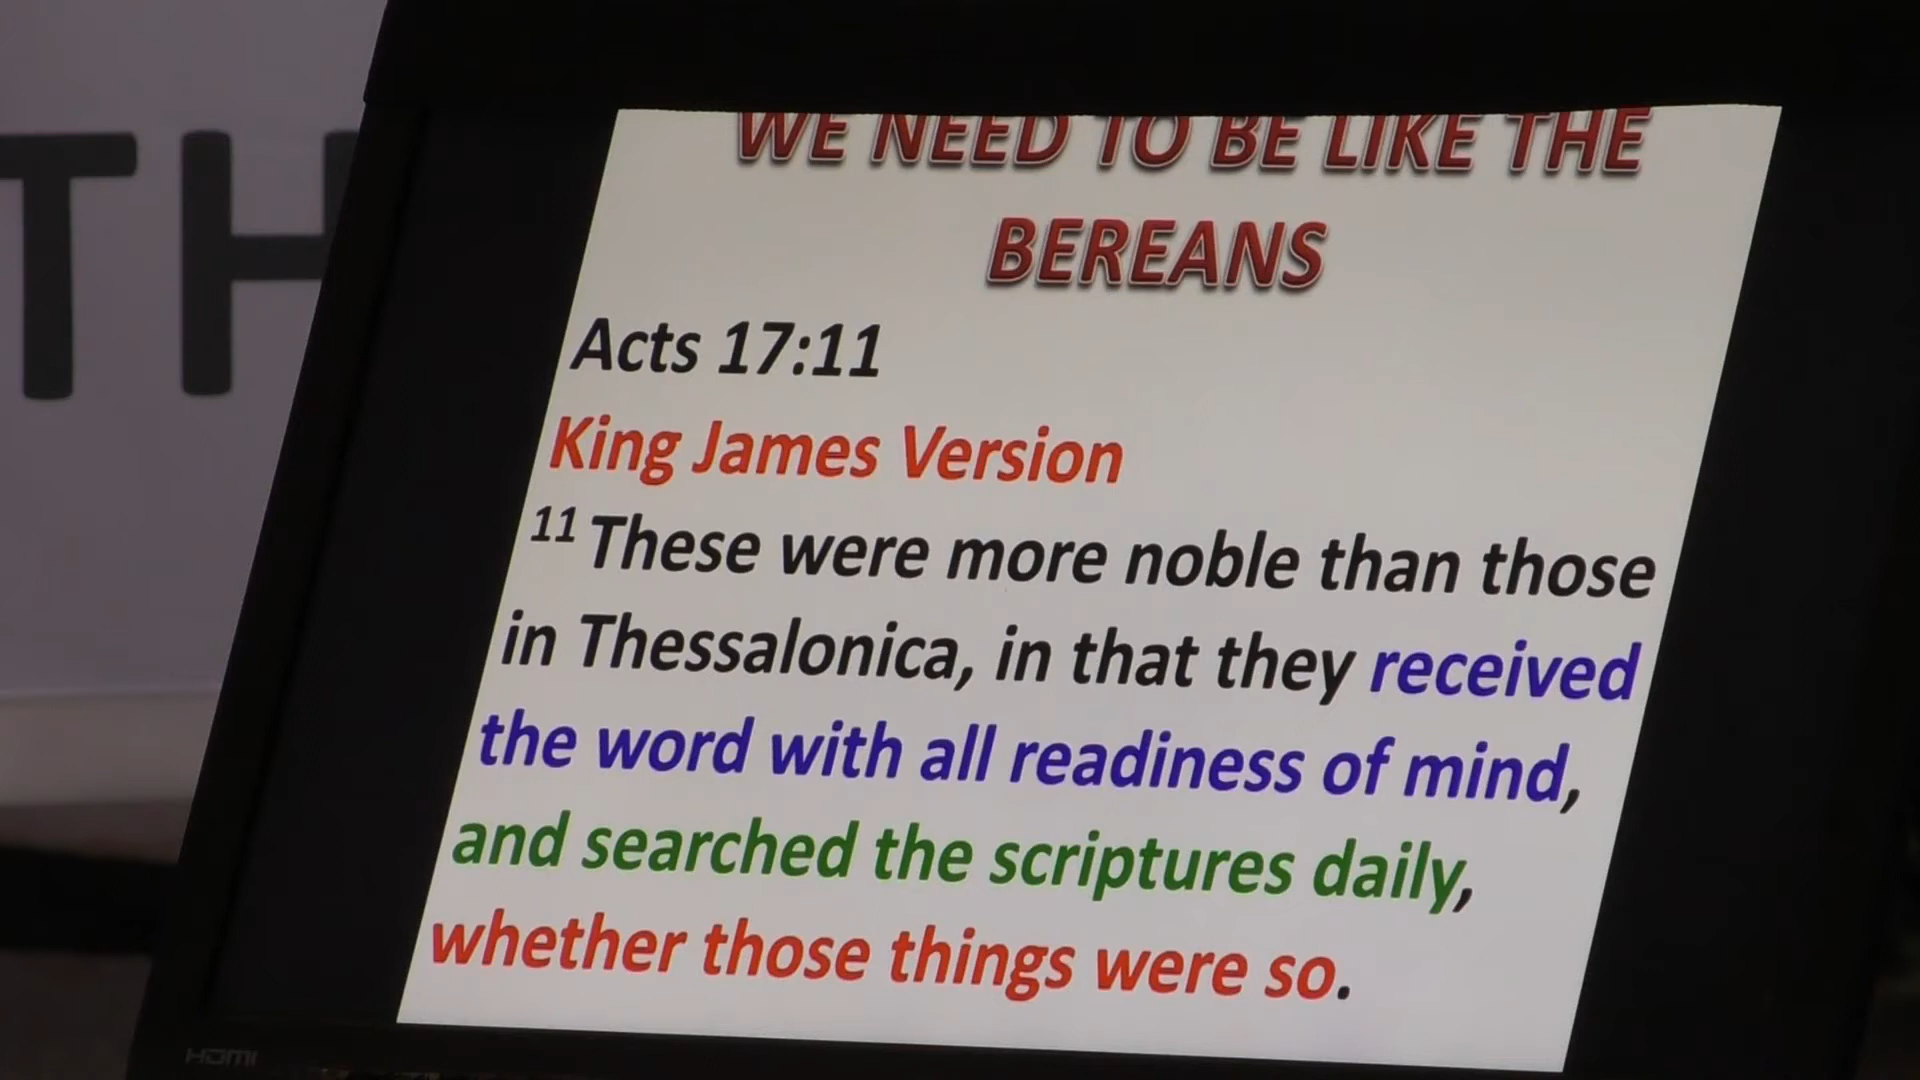 TH
WE NEED TO BE LIKE THE
BEREANS
Acts 17:11
King James Version
11 These were more noble than those
in Thessalonica, in that they received
the word with all readiness of mind,
and searched the scriptures daily,
whether those things were so.
HDMI